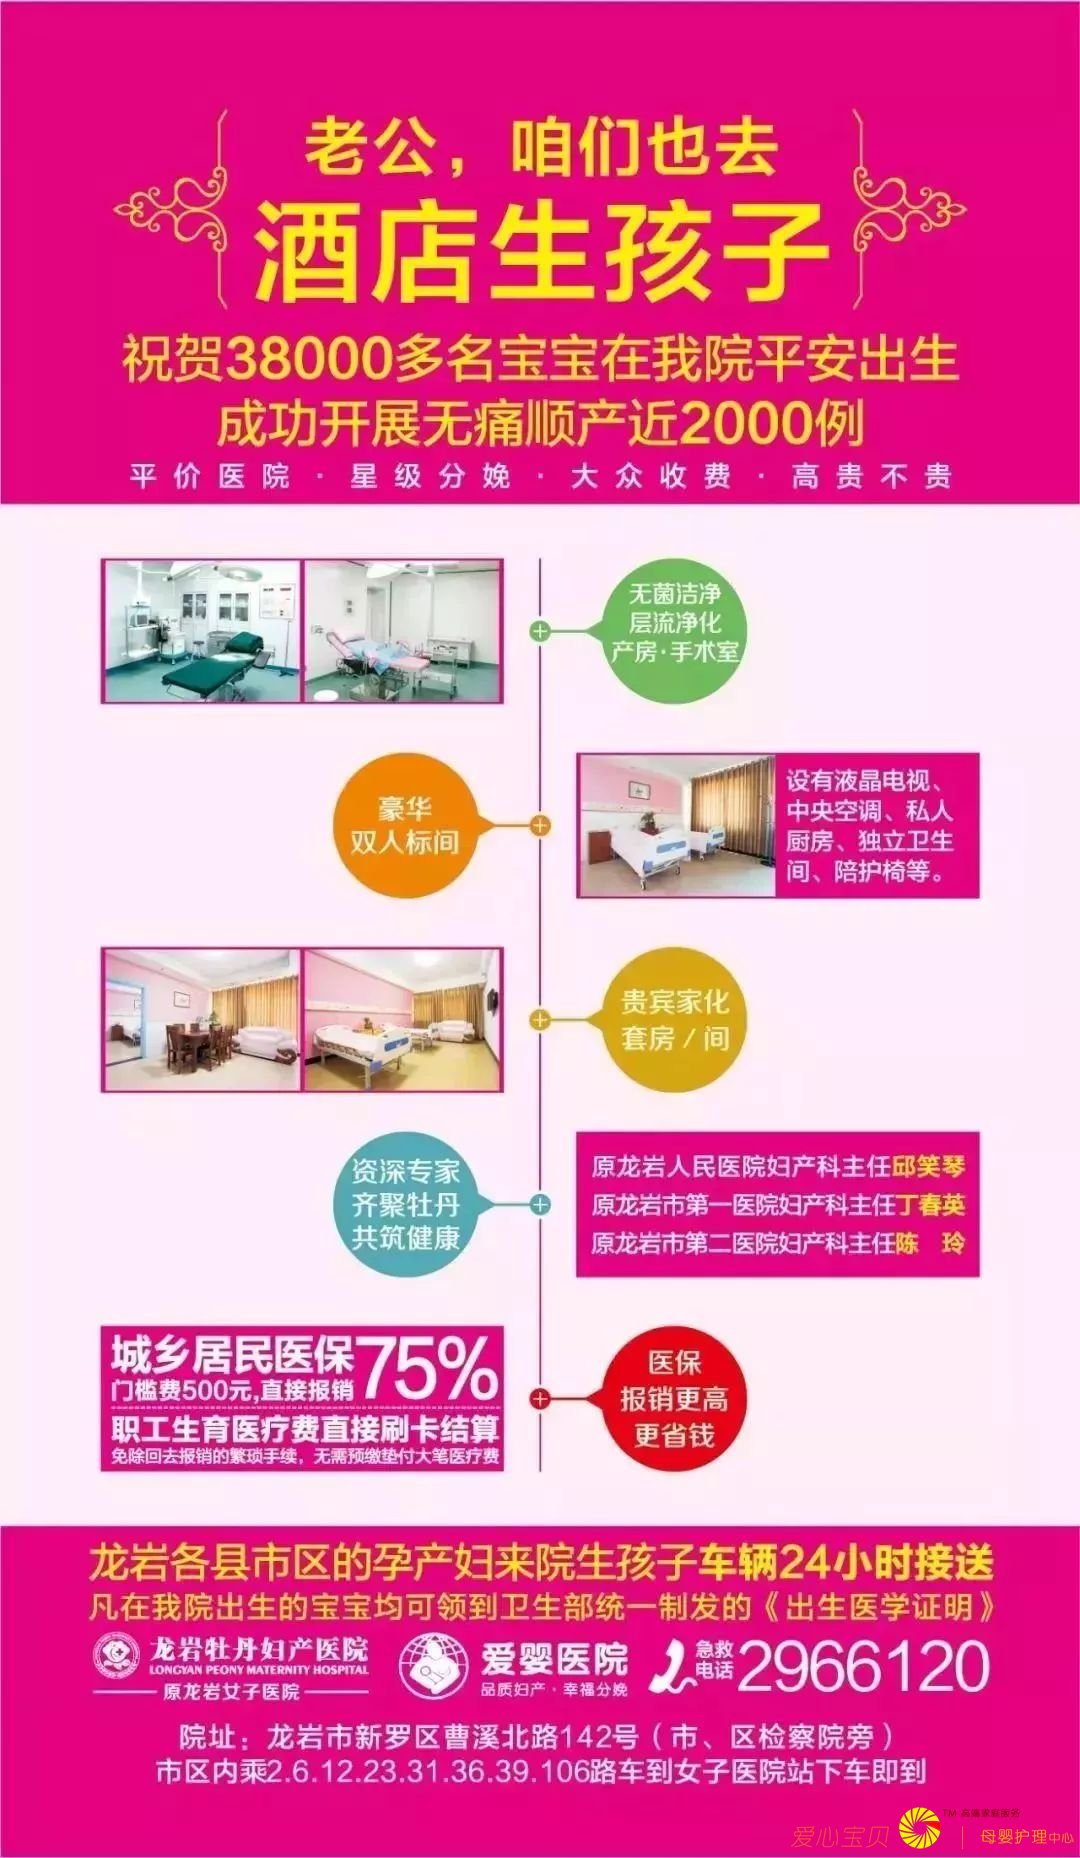 老公，咱们也去
酒店生孩子
祝贺38000多名宝宝在我院平安出生
成功开展无痛顺产近2000例
平价医院·星级分娩·大众收费·高贵不贵
无菌洁净
层流净化
产房·手术室
豪华
双人标间
设有液晶电视、
中央空调、私人
厨房、独立卫生
间、陪护椅等。
贵宾家化
套房/间
资深专家
齐聚牡丹
共筑健康
原龙岩人民医院妇产科主任邱笑琴
原龙岩市第一医院妇产科主任丁春英
原龙岩市第二医院妇产科主任陈 玲
城乡居民医保75%
门槛费500元,直接报销
职工生育医疗费直接刷卡结算
免除回去报销的繁琐手续，无需预缴垫付大笔医疗费
医保
报销更高
更省钱
龙岩各县市区的孕产妇来院生孩子车辆24小时接送
凡在我院出生的宝宝均可领到卫生部统一制发的《出生医学证明》
龙岩牡丹妇产医院
LONGYAN PEONY MATERNITY HOSPITAL
原龙岩女子医院
爱婴医院
品质妇产·幸福分娩
急救电话2966120
院址：龙岩市新罗区曹溪北路142号（市、区检察院旁）
市区内乘2.6.12.23.31.36.39.106路车到女子医院站下车即到
爱心宝贝
TM 高端家庭服务
母婴护理中心